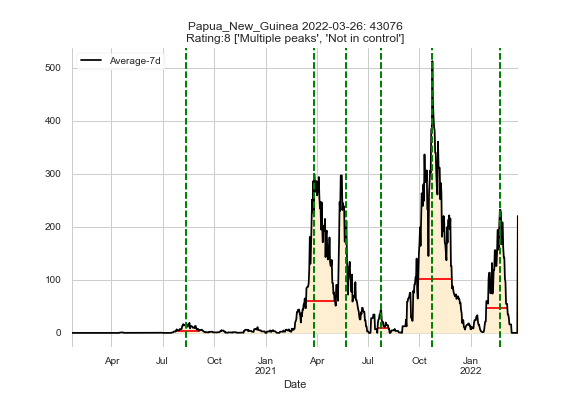 Papua_New_Guinea 2022-03-26: 43076
Rating:8 ['Multiple peaks', 'Not in control']
Average-7d
500
400
300
200
100
0
Apr Jul Oct Jan Apr Jul Oct Jan
2021 2022
Date